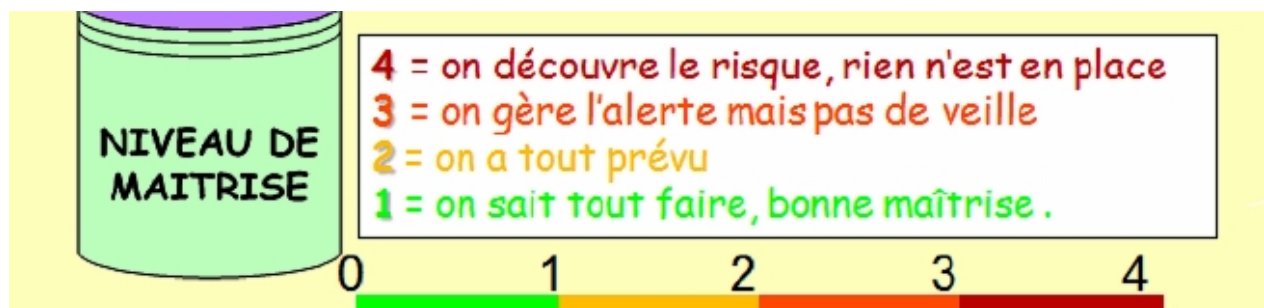 NIVEAU DE
MAITRISE
4 = on découvre le risque, rien n'est en place
3 = on gère l'alerte mais pas de veille
2 = on a tout prévu
1 = on sait tout faire, bonne maîtrise .
0 1 2 3 4